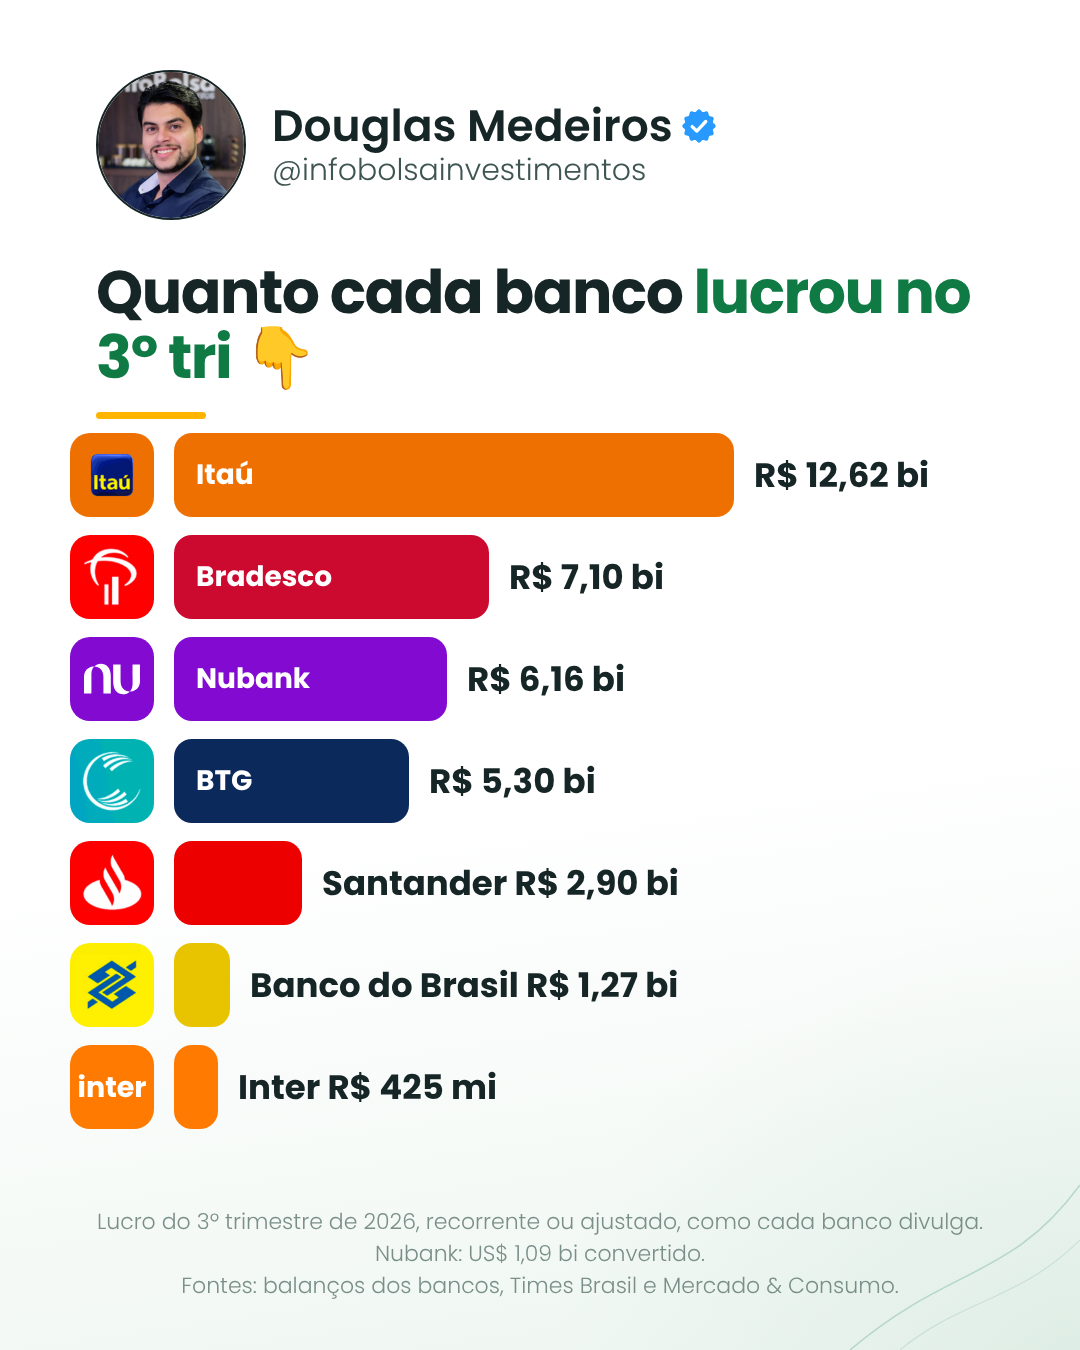 Douglas Medeiros
@infobolsainvestimentos
Quanto cada banco lucrou no
3º tri 👇
Itaú
Itaú
R$ 12,62 bi
Bradesco
R$ 7,10 bi
nu
Nubank
R$ 6,16 bi
BTG
R$ 5,30 bi
Santander R$ 2,90 bi
Banco do Brasil R$ 1,27 bi
inter
Inter R$ 425 mi
Lucro do 3º trimestre de 2026, recorrente ou ajustado, como cada banco divulga.
Nubank: US$ 1,09 bi convertido.
Fontes: balanços dos bancos, Times Brasil e Mercado & Consumo.